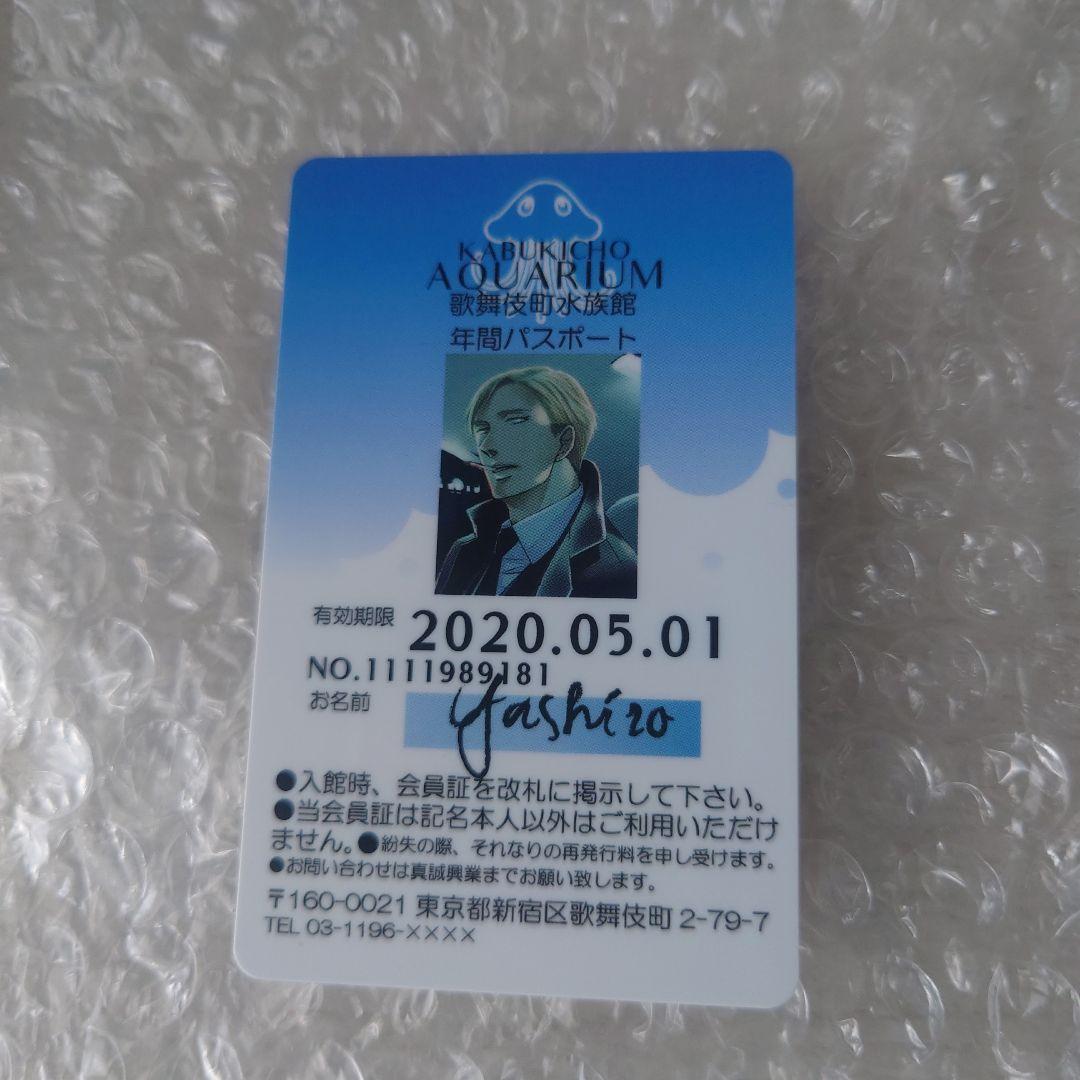 KABUKICHO
AQUARIUM
歌舞伎町水族館
年間パスポート
有効期限 2020.05.01
NO.1111989181
お名前 Yashiro
●入館時、会員証を改札に掲示して下さい。
●当会員証は記名本人以外はご利用いただけ
ません。●紛失の際、それなりの再発行料を申し受けます。
●お問い合わせは真誠興業までお願い致します。
〒160-0021 東京都新宿区歌舞伎町 2-79-7
TEL 03-1196-××××